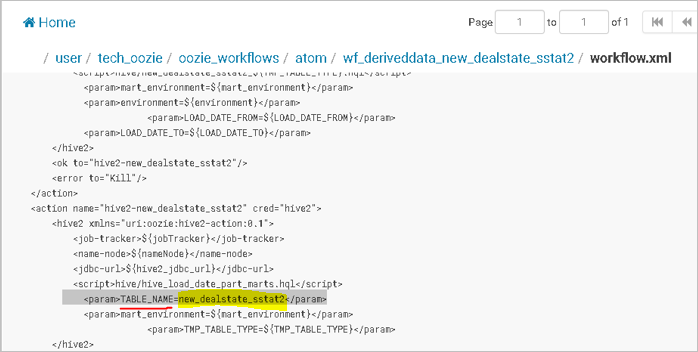 Home
Page 1 to 1 of 1
/ user / tech_oozie / oozie_workflows / atom / wf_deriveddata_new_dealstate_sstat2 / workflow.xml
<script>hive/new_dealstate_sstat2_${TMP_TABLE_TYPE}.hql</script>
<param>mart_environment=${mart_environment}</param>
<param>environment=${environment}</param>
<param>LOAD_DATE_FROM=${LOAD_DATE_FROM}</param>
<param>LOAD_DATE_TO=${LOAD_DATE_TO}</param>
</hive2>
<ok to="hive2-new_dealstate_sstat2"/>
<error to="Kill"/>
</action>
<action name="hive2-new_dealstate_sstat2" cred="hive2">
<hive2 xmlns="uri:oozie:hive2-action:0.1">
<job-tracker>${jobTracker}</job-tracker>
<name-node>${nameNode}</name-node>
<jdbc-url>${hive2_jdbc_url}</jdbc-url>
<script>hive/hive_load_date_part_marts.hql</script>
<param>TABLE_NAME=new_dealstate_sstat2</param>
<param>mart_environment=${mart_environment}</param>
<param>TMP_TABLE_TYPE=${TMP_TABLE_TYPE}</param>
</hive2>